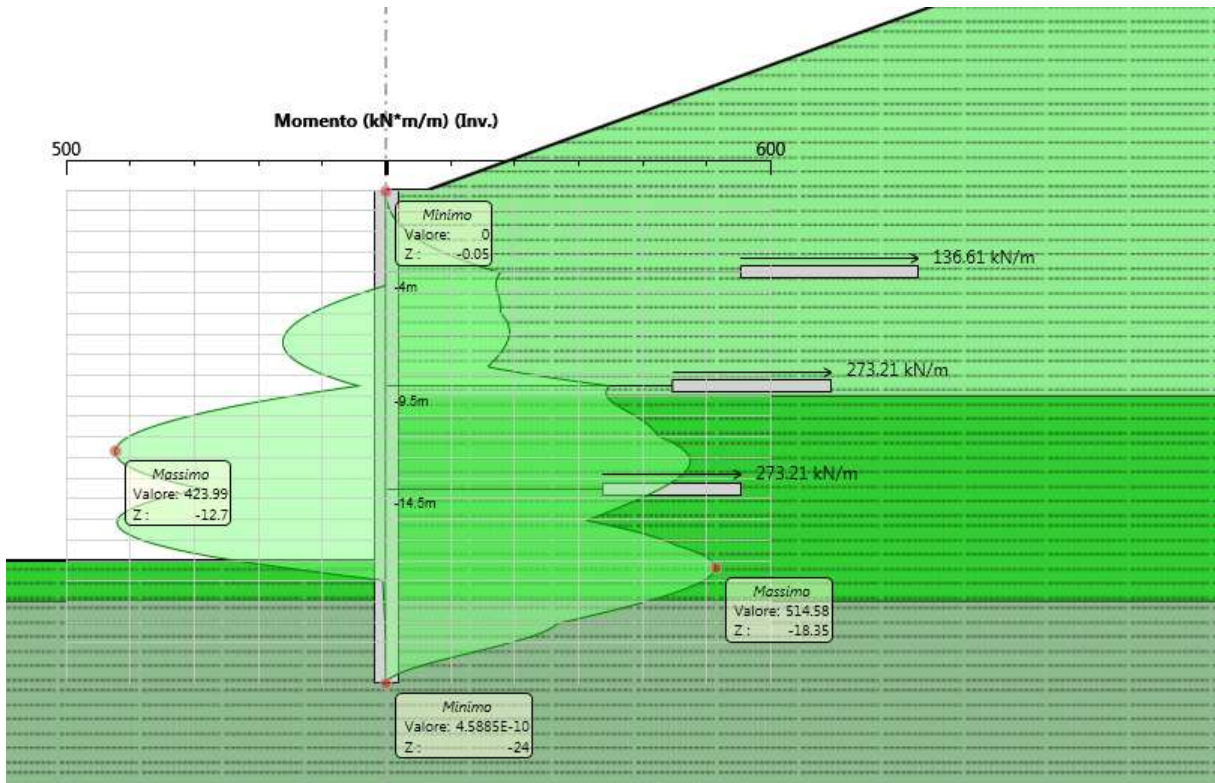 Momento (kN*m/m) (Inv.)
500
600
Minimo
Valore: 0
Z : -0.05
136.61 kN/m
-4m
273.21 kN/m
-9.5m
Massimo
Valore: 423.99
Z : -12.7
273.21 kN/m
-14.5m
Massimo
Valore: 514.58
Z : -18.35
Minimo
Valore: 4.5885E-10
Z : -24